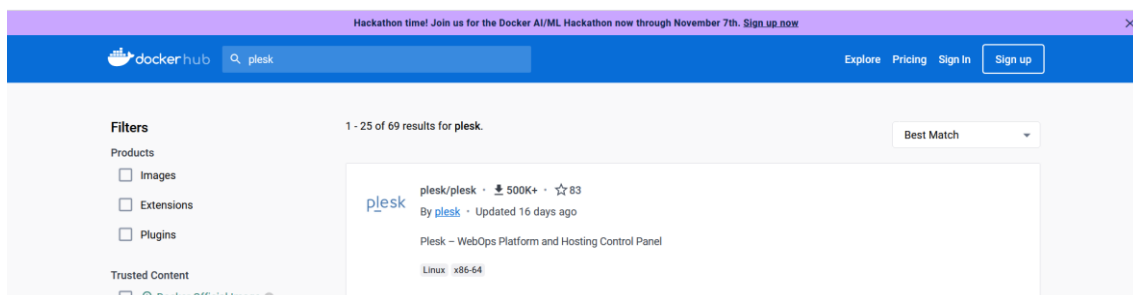 Hackathon time! Join us for the Docker AI/ML Hackathon now through November 7th. Sign up now
dockerhub
plesk
Explore Pricing Sign In Sign up
Filters
1 - 25 of 69 results for plesk.
Best Match
Products
Images
Extensions
Plugins
Trusted Content
plesk
plesk/plesk · 500K+ · 83
By plesk · Updated 16 days ago
Plesk – WebOps Platform and Hosting Control Panel
Linux x86-64